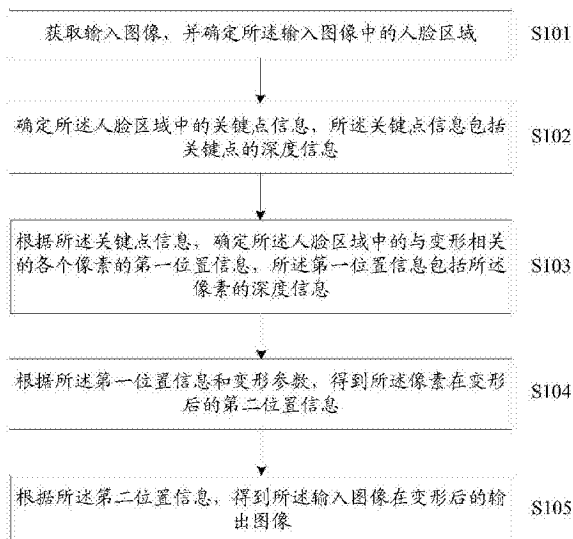 获取输入图像，并确定所述输入图像中的人脸区域
S101
确定所述人脸区域中的关键点信息，所述关键点信息包括
关键点的深度信息
S102
根据所述关键点信息，确定所述人脸区域中的与变形相关
的各个像素的第一位置信息，所述第一位置信息包括所述
像素的深度信息
S103
根据所述第一位置信息和变形参数，得到所述像素在变形
后的第二位置信息
S104
根据所述第二位置信息，得到所述输入图像在变形后的输
出图像
S105